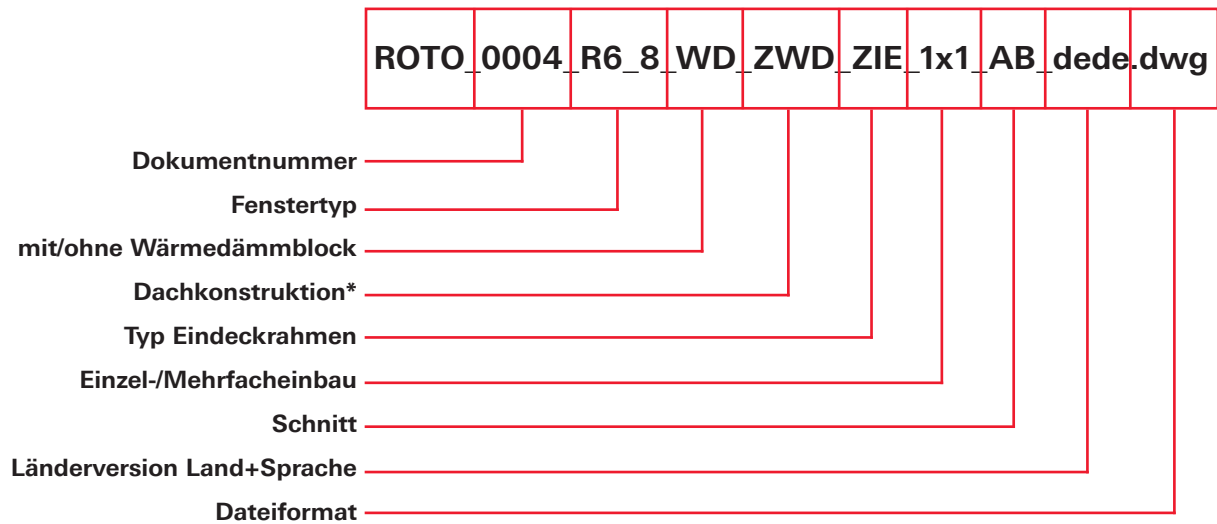 ROTO_0004_R6_8_WD_ZWD_ZIE_1x1_AB_dede.dwg
Dokumentnummer
Fenstertyp
mit/ohne Wärmedämmblock
Dachkonstruktion*
Typ Eindeckrahmen
Einzel-/Mehrfacheinbau
Schnitt
Länderversion Land+Sprache
Dateiformat